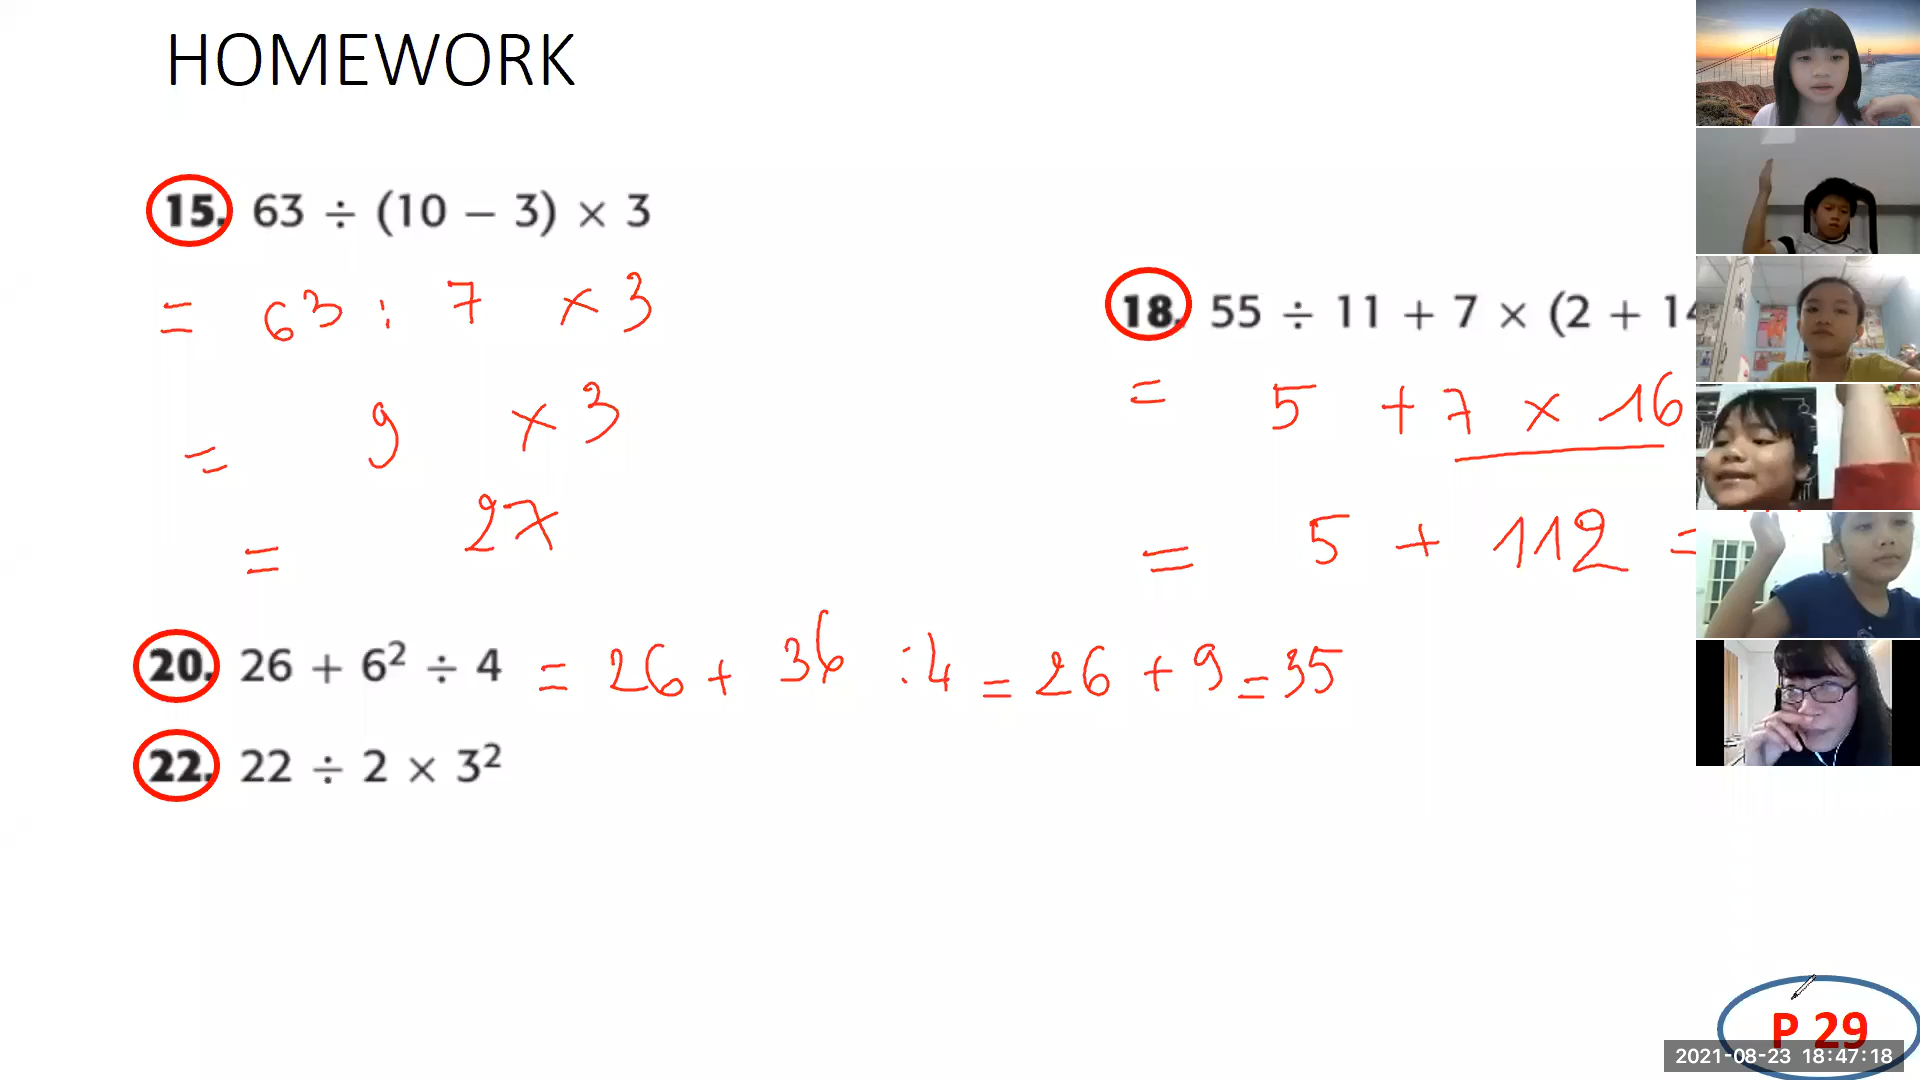 HOMEWORK
15. 63 ÷ (10 − 3) × 3
= 63 : 7 × 3
= 9 × 3
= 27
18. 55 ÷ 11 + 7 × (2 + 14
= 5 + 7 × 16
= 5 + 112 =
20. 26 + 6² ÷ 4 = 26 + 36 : 4 = 26 + 9 = 35
22. 22 ÷ 2 × 3²
P 29
2021-08-23 18:47:18